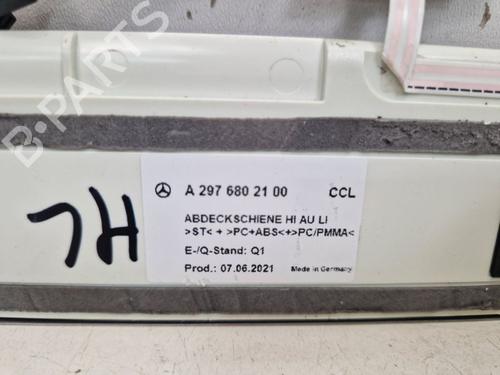 B-PARTS
A 297 680 21 00 CCL
ABDECKSCHIENE HI AU LI
>ST< + >PC+ABS<+>PC/PMMA<
E-/Q-Stand: Q1
Prod.: 07.06.2021 Made in Germany
HL